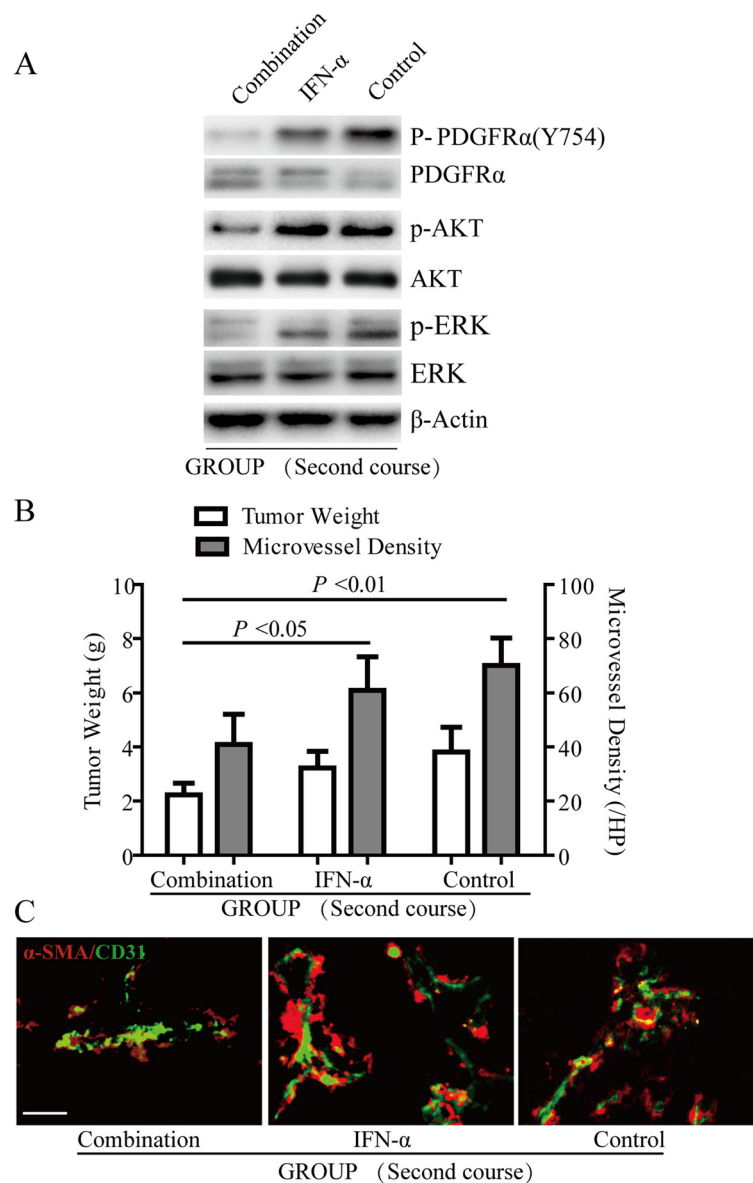 A
Combination
IFN-α
Control
P- PDGFRα(Y754)
PDGFRα
p-AKT
AKT
p-ERK
ERK
β-Actin
GROUP (Second course)
B
Tumor Weight
Microvessel Density
P <0.01
P <0.05
10
8
6
4
2
0
Tumor Weight (g)
100
80
60
40
20
0
Microvessel Density (/HP)
Combination
IFN-α
Control
GROUP (Second course)
C
α-SMA/CD31
Combination
IFN-α
Control
GROUP (Second course)